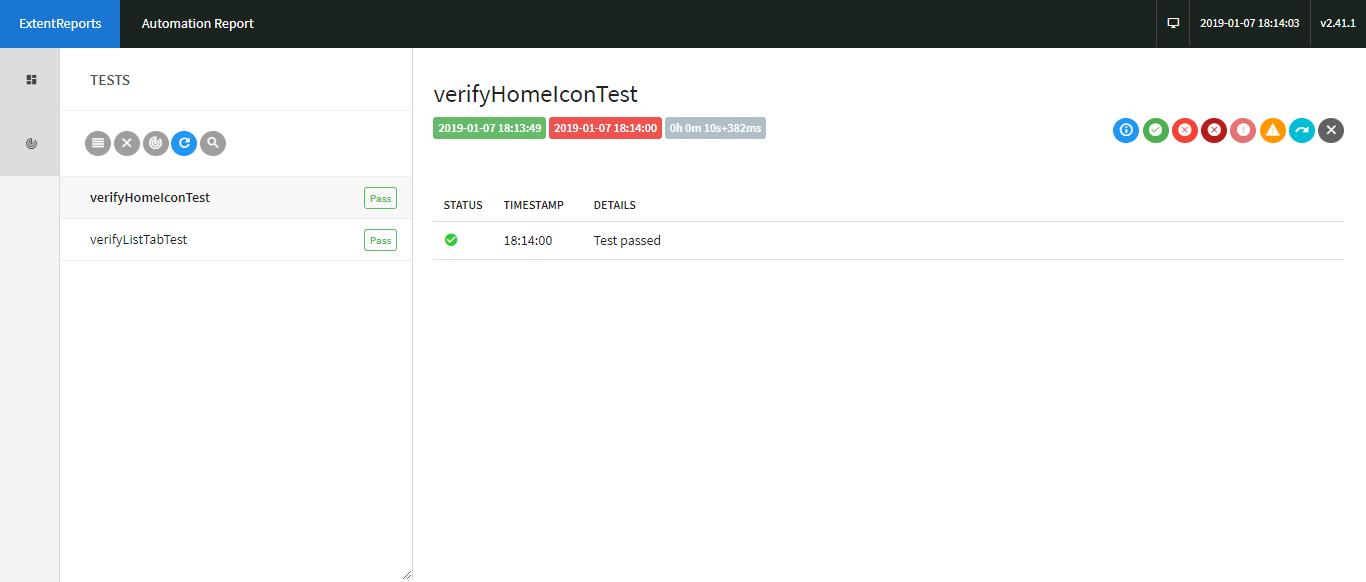 ExtentReports Automation Report 2019-01-07 18:14:03 v2.41.1
TESTS
verifyHomeIconTest Pass
verifyListTabTest Pass
verifyHomeIconTest
2019-01-07 18:13:49 2019-01-07 18:14:00 0h 0m 10s+382ms
STATUS TIMESTAMP DETAILS
18:14:00 Test passed